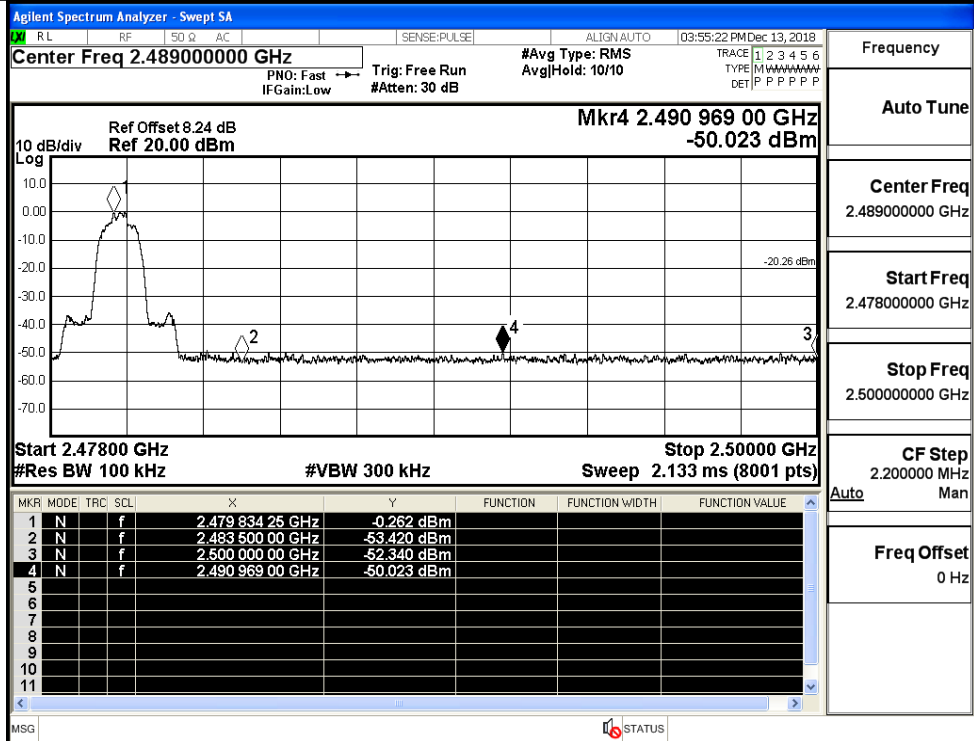 Agilent Spectrum Analyzer - Swept SA
LXI RL RF 50 Ω AC SENSE:PULSE ALIGN AUTO 03:55:22 PM Dec 13, 2018
Center Freq 2.489000000 GHz
#Avg Type: RMS
Avg|Hold: 10/10
TRACE 1 2 3 4 5 6
TYPE M WWWWW
DET P P P P P P
PNO: Fast
IFGain:Low
Trig: Free Run
#Atten: 30 dB
Mkr4 2.490 969 00 GHz
-50.023 dBm
Ref Offset 8.24 dB
10 dB/div Ref 20.00 dBm
Log
10.0
0.00
-10.0
-20.0
-30.0
-40.0
-50.0
-60.0
-70.0
1
-20.26 dBm
2
4
3
Start 2.47800 GHz Stop 2.50000 GHz
#Res BW 100 kHz #VBW 300 kHz Sweep 2.133 ms (8001 pts)
MKR MODE TRC SCL X Y FUNCTION FUNCTION WIDTH FUNCTION VALUE
1 N f 2.479 834 25 GHz -0.262 dBm
2 N f 2.483 500 00 GHz -53.420 dBm
3 N f 2.500 000 00 GHz -52.340 dBm
4 N f 2.490 969 00 GHz -50.023 dBm
5
6
7
8
9
10
11
MSG STATUS
Frequency
Auto Tune
Center Freq
2.489000000 GHz
Start Freq
2.478000000 GHz
Stop Freq
2.500000000 GHz
CF Step
2.200000 MHz
Auto Man
Freq Offset
0 Hz